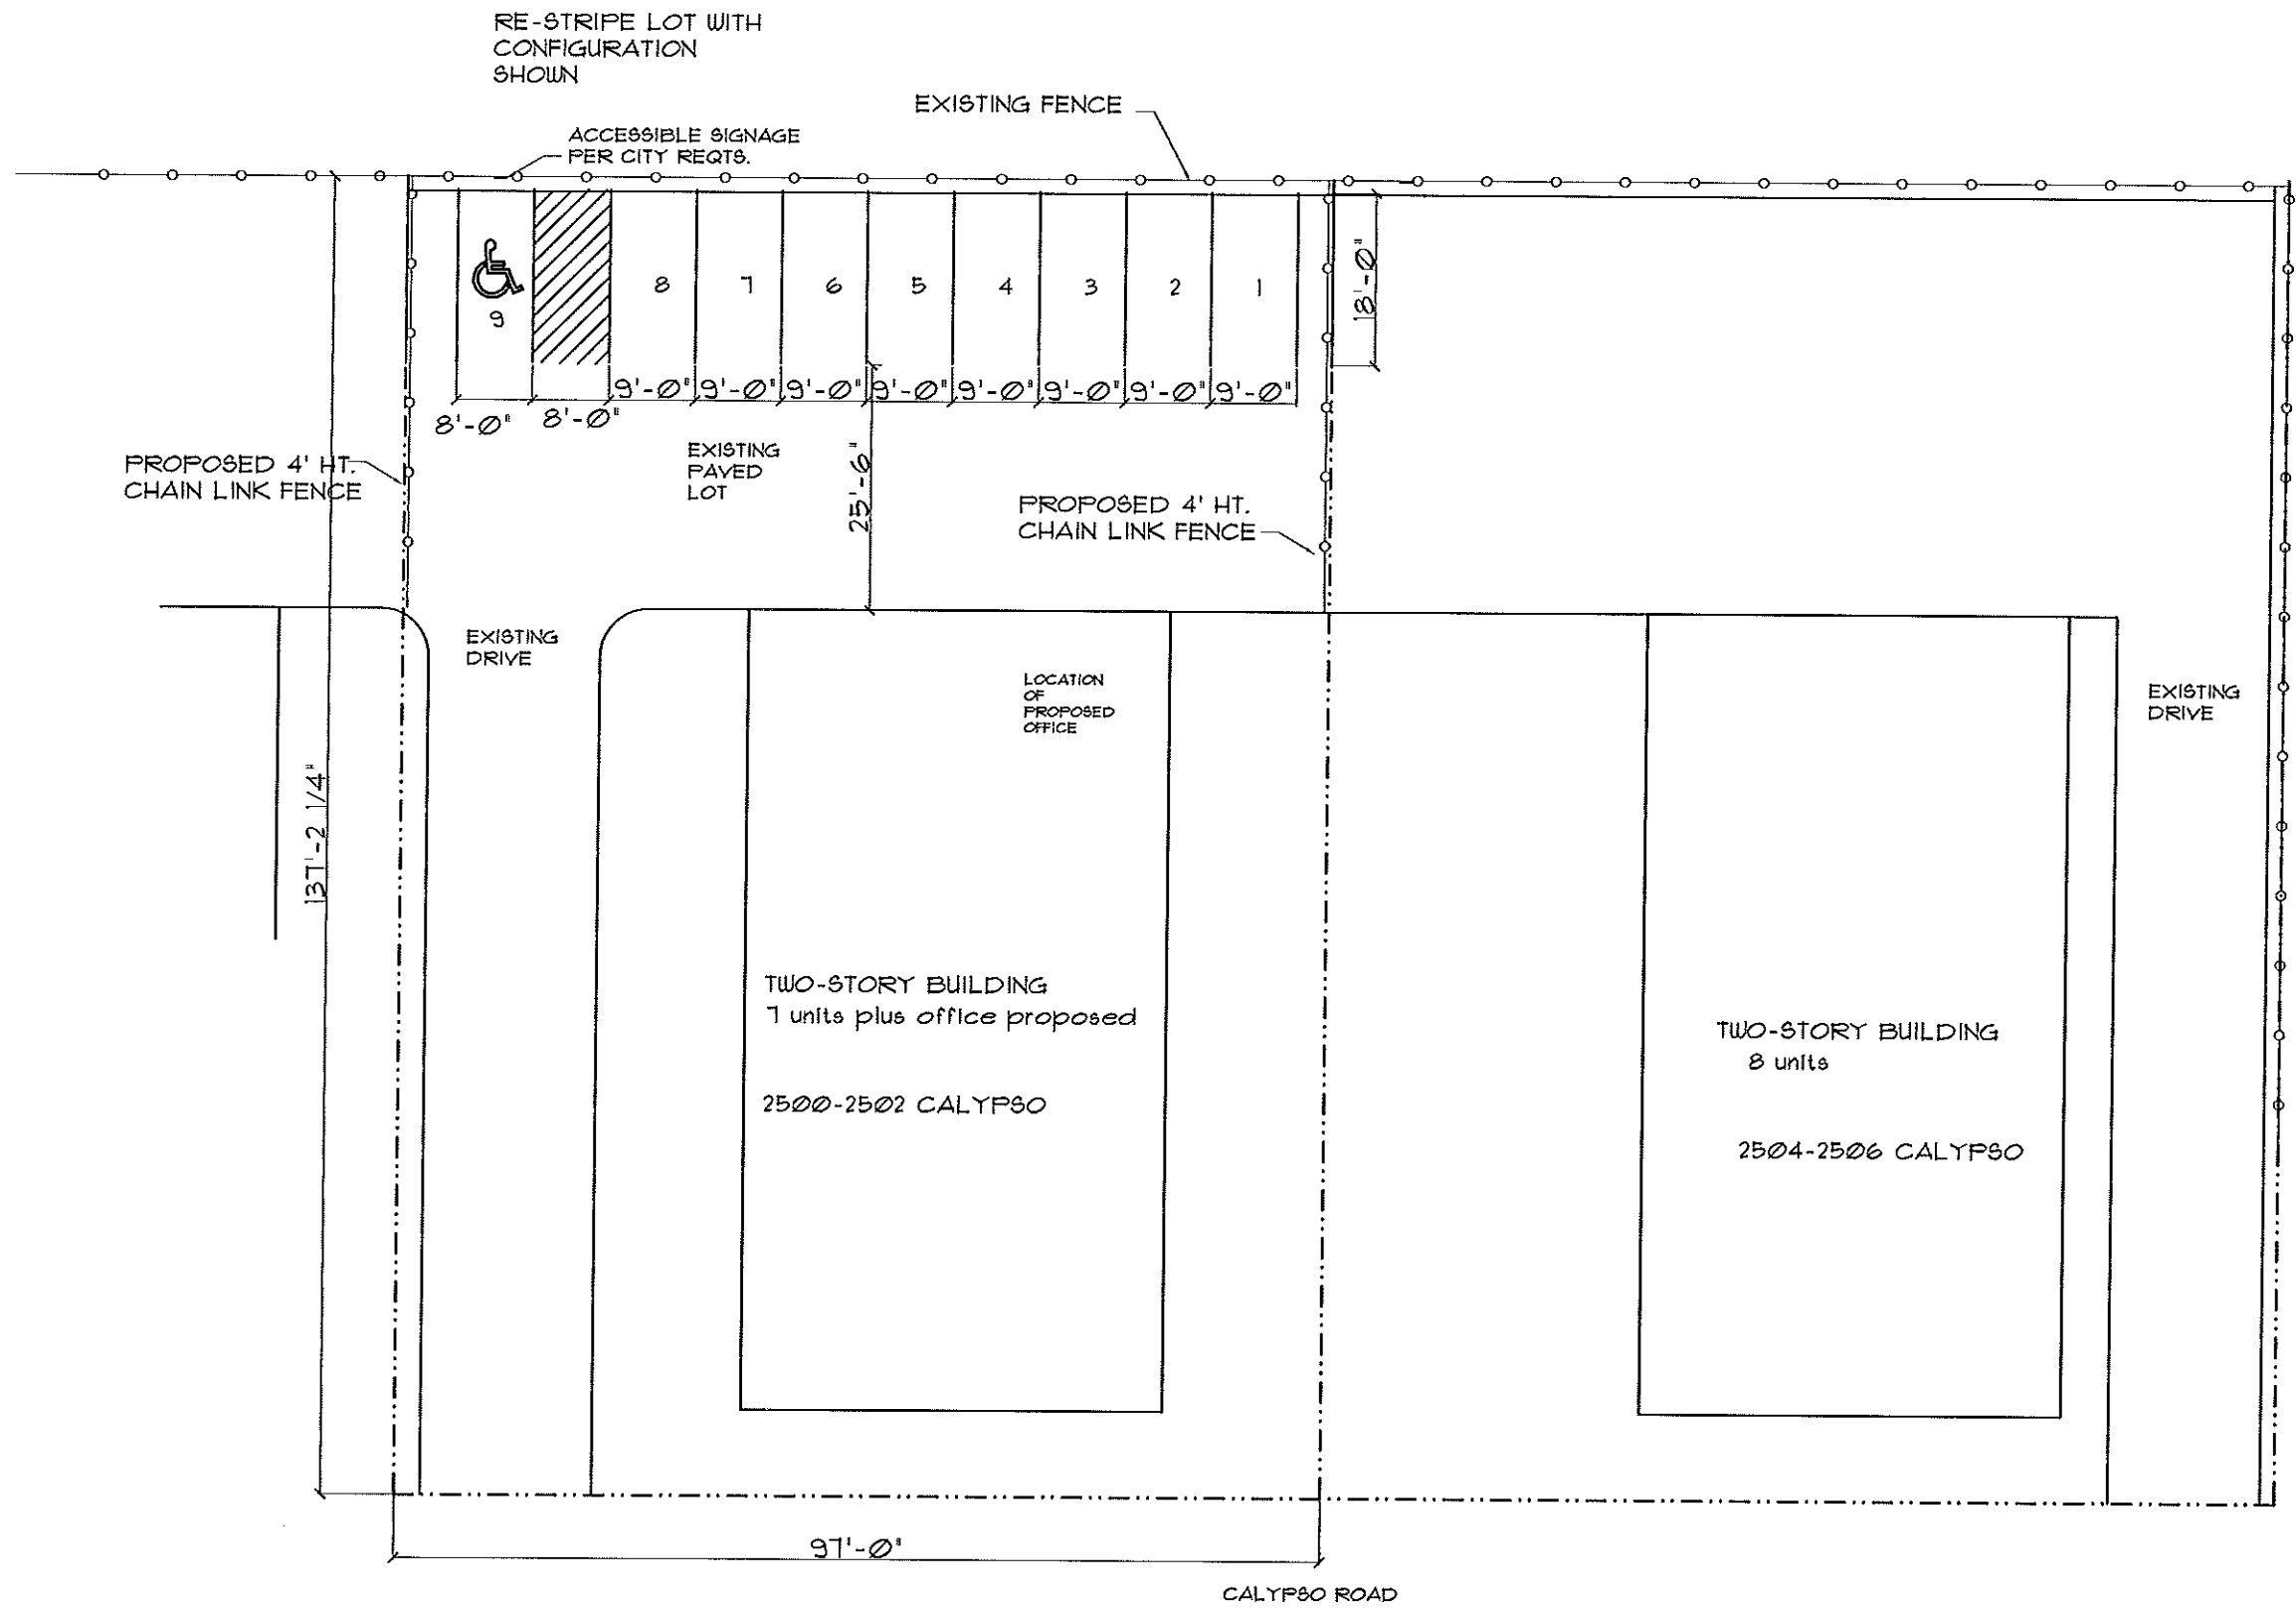 RE-STRIPE LOT WITH
CONFIGURATION
SHOWN
EXISTING FENCE
ACCESSIBLE SIGNAGE
PER CITY REQTS.
9
8
7
6
5
4
3
2
1
18'-0"
8'-0"
8'-0"
9'-0"
9'-0"
9'-0"
9'-0"
9'-0"
9'-0"
9'-0"
9'-0"
PROPOSED 4' HT.
CHAIN LINK FENCE
EXISTING
PAVED
LOT
25'-6"
PROPOSED 4' HT.
CHAIN LINK FENCE
EXISTING
DRIVE
LOCATION
OF
PROPOSED
OFFICE
EXISTING
DRIVE
137'-2 1/4"
TWO-STORY BUILDING
7 units plus office proposed
2500-2502 CALYPSO
TWO-STORY BUILDING
8 units
2504-2506 CALYPSO
97'-0"
CALYPSO ROAD